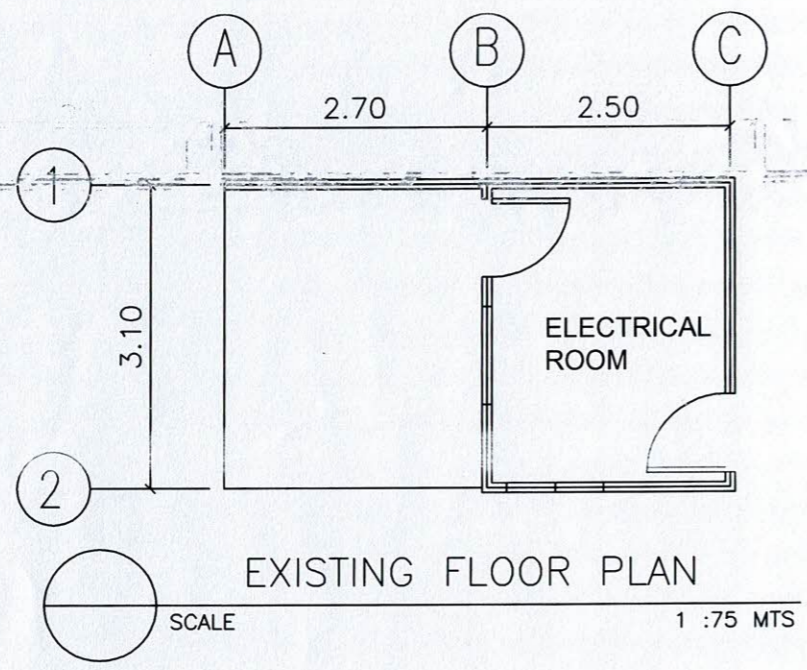 A
B
C
2.70
2.50
1
3.10
ELECTRICAL
ROOM
2
EXISTING FLOOR PLAN
SCALE
1 :75 MTS